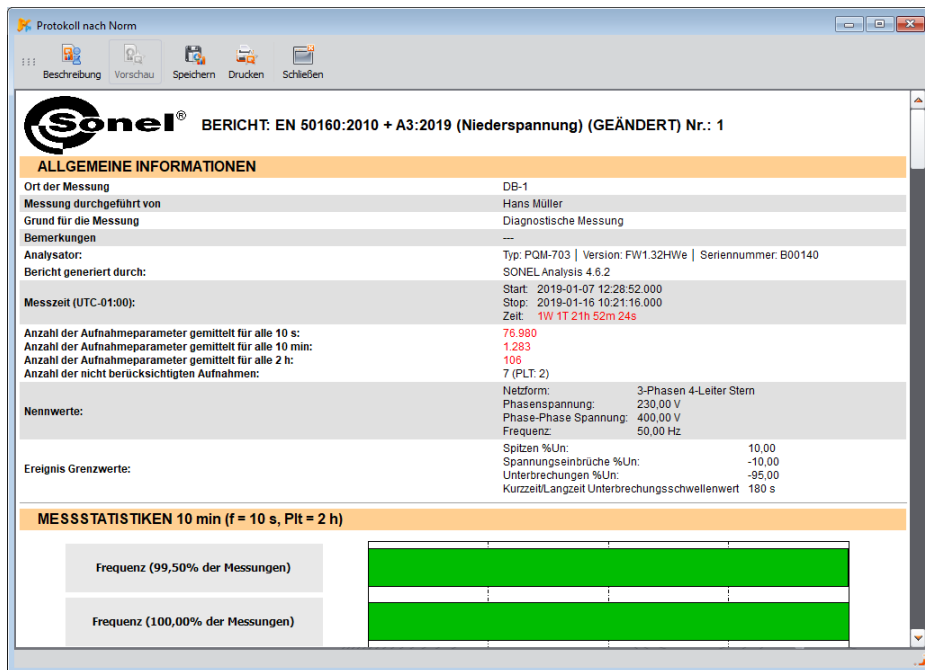 Protokoll nach Norm
Beschreibung Vorschau Speichern Drucken Schließen
Sonel® BERICHT: EN 50160:2010 + A3:2019 (Niederspannung) (GEÄNDERT) Nr.: 1
ALLGEMEINE INFORMATIONEN
Ort der Messung DB-1
Messung durchgeführt von Hans Müller
Grund für die Messung Diagnostische Messung
Bemerkungen ---
Analysator: Typ: PQM-703 | Version: FW1.32HWe | Seriennummer: B00140
Bericht generiert durch: SONEL Analysis 4.6.2
Messzeit (UTC-01:00): Start: 2019-01-07 12:28:52.000
Stop: 2019-01-16 10:21:16.000
Zeit: 1W 1T 21h 52m 24s
Anzahl der Aufnahmeparameter gemittelt für alle 10 s: 76.980
Anzahl der Aufnahmeparameter gemittelt für alle 10 min: 1.283
Anzahl der Aufnahmeparameter gemittelt für alle 2 h: 106
Anzahl der nicht berücksichtigten Aufnahmen: 7 (PLT: 2)
Nennwerte: Netzform: 3-Phasen 4-Leiter Stern
Phasenspannung: 230,00 V
Phase-Phase Spannung: 400,00 V
Frequenz: 50,00 Hz
Ereignis Grenzwerte: Spitzen %Un: 10,00
Spannungseinbrüche %Un: -10,00
Unterbrechungen %Un: -95,00
Kurzzeit/Langzeit Unterbrechungsschwellenwert 180 s
MESSSTATISTIKEN 10 min (f = 10 s, Plt = 2 h)
Frequenz (99,50% der Messungen)
Frequenz (100,00% der Messungen)